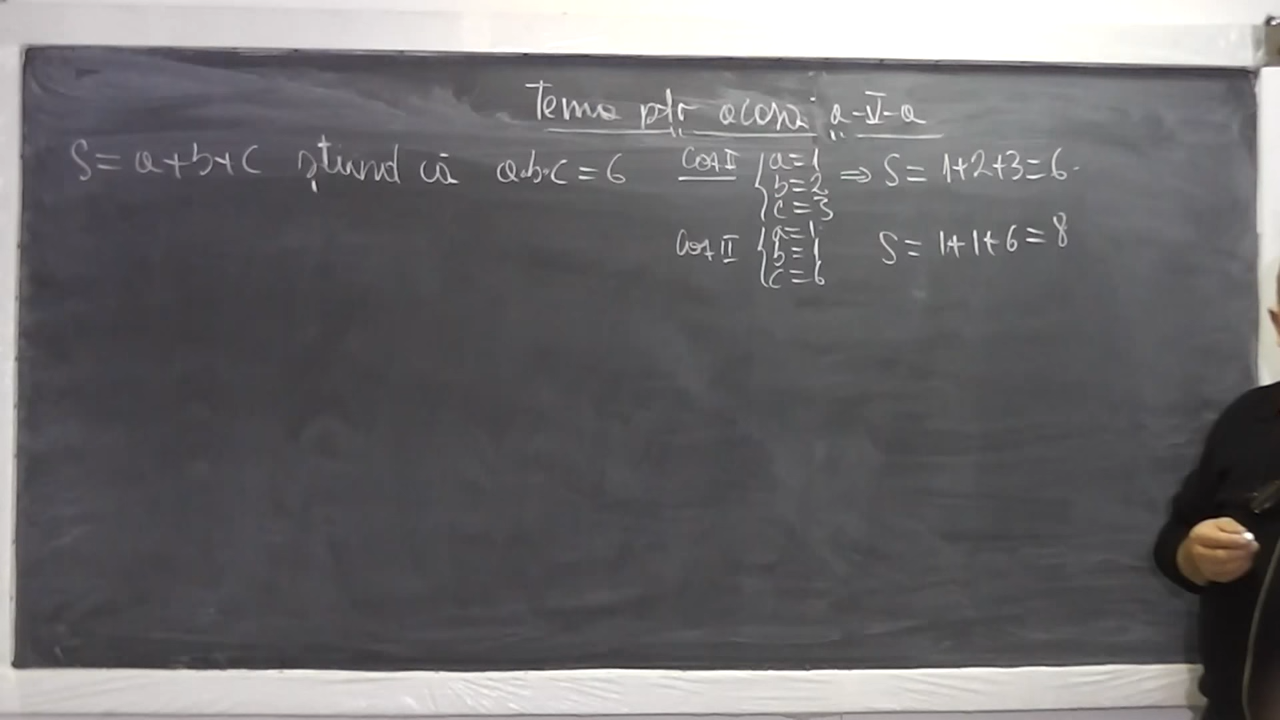 Tema ptr acasă a-V-a
S = a+b+c știind că a·b·c = 6
Caz I { a=1 b=2 c=3 ⇒ S = 1+2+3=6.
Caz II { a=1 b=1 c=6 S = 1+1+6=8